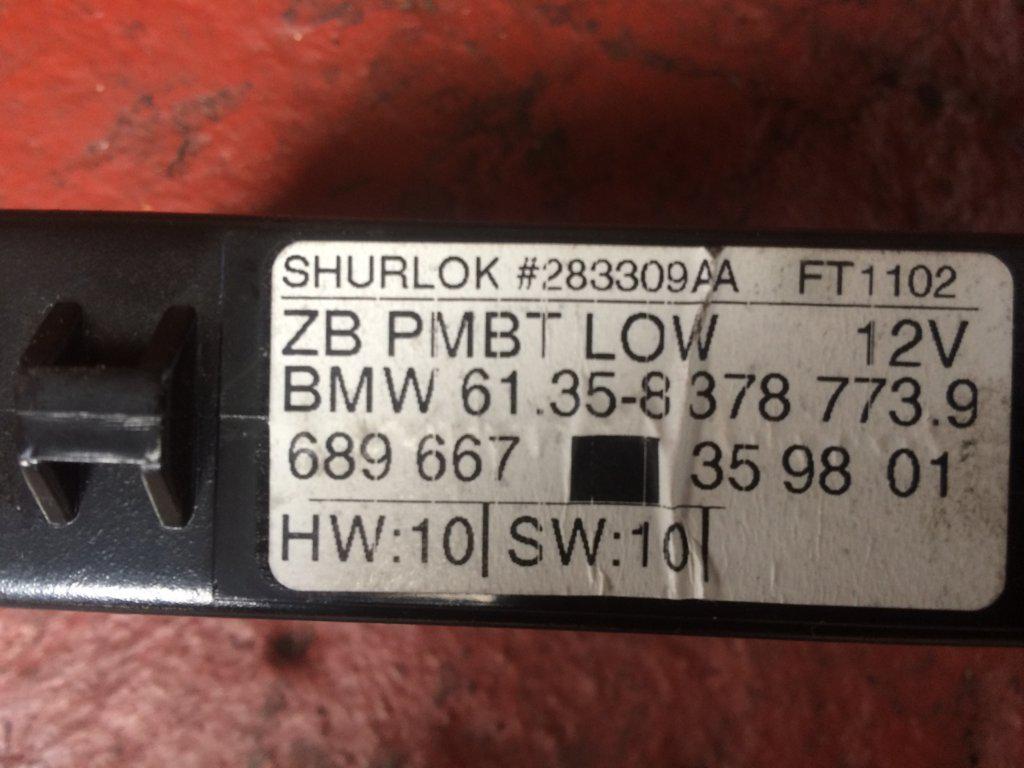 SHURLOK #283309AA FT1102
ZB PMBT LOW 12V
BMW 61.35-8 378 773.9
689 667 35 98 01
HW:10 SW:10